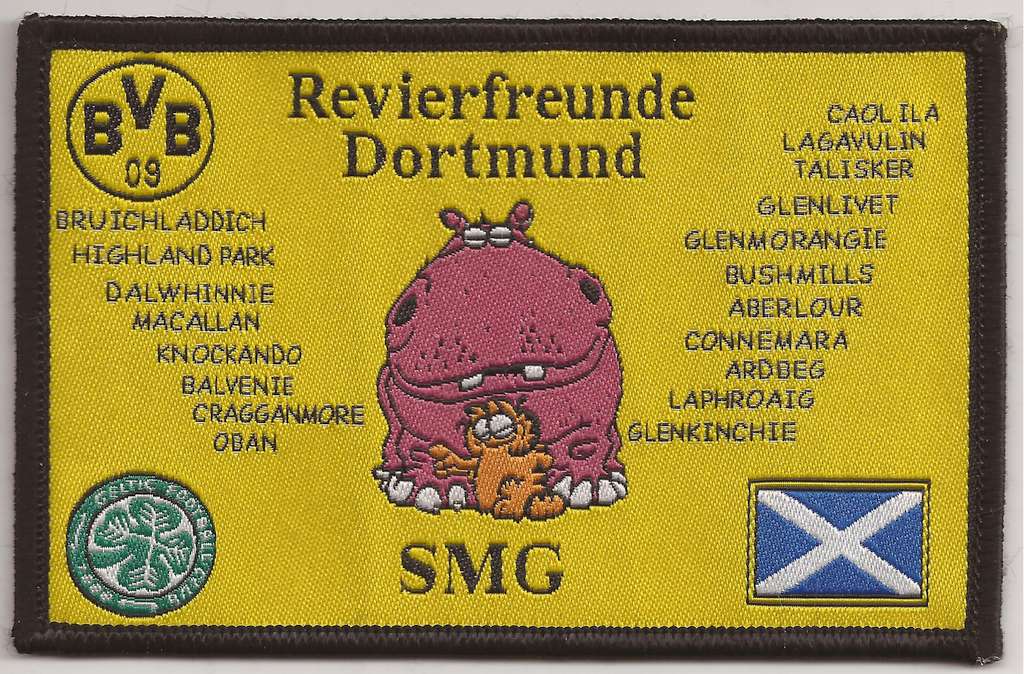 BVB
09
Revierfreunde
Dortmund
BRUICHLADDICH
HIGHLAND PARK
DALWHINNIE
MACALLAN
KNOCKANDO
BALVENIE
CRAGGANMORE
OBAN
CAOL ILA
LAGAVULIN
TALISKER
GLENLIVET
GLENMORANGIE
BUSHMILLS
ABERLOUR
CONNEMARA
ARDBEG
LAPHROAIG
GLENKINCHIE
CELTIC
SMG